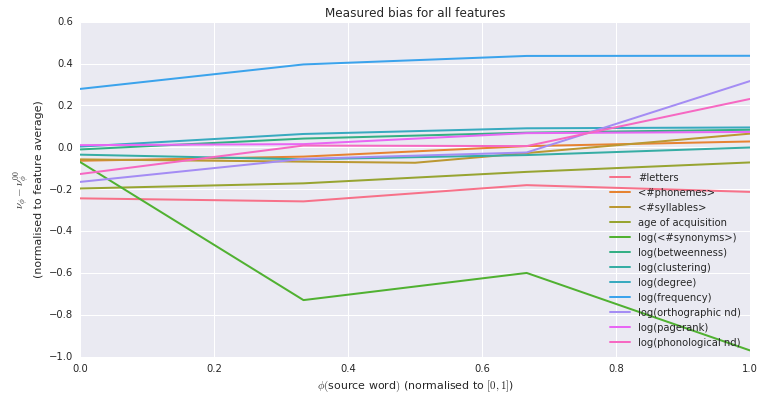 Measured bias for all features
0.6
0.4
0.2
0.0
−0.2
−0.4
−0.6
−0.8
−1.0
ν_ϕ − ν_ϕ^00
(normalised to feature average)
#letters
<#phonemes>
<#syllables>
age of acquisition
log(<#synonyms>)
log(betweenness)
log(clustering)
log(degree)
log(frequency)
log(orthographic nd)
log(pagerank)
log(phonological nd)
0.0 0.2 0.4 0.6 0.8 1.0
ϕ(source word) (normalised to [0, 1])